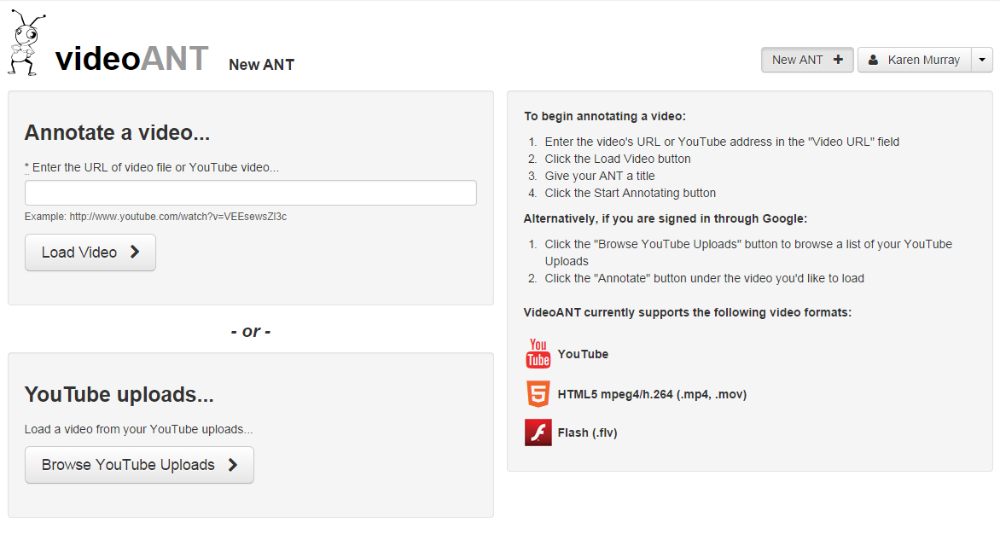 videoANT New ANT
New ANT +
Karen Murray
Annotate a video...
* Enter the URL of video file or YouTube video...
Example: http://www.youtube.com/watch?v=VEEsewsZI3c
Load Video
- or -
YouTube uploads...
Load a video from your YouTube uploads...
Browse YouTube Uploads
To begin annotating a video:
1. Enter the video's URL or YouTube address in the "Video URL" field
2. Click the Load Video button
3. Give your ANT a title
4. Click the Start Annotating button
Alternatively, if you are signed in through Google:
1. Click the "Browse YouTube Uploads" button to browse a list of your YouTube
Uploads
2. Click the "Annotate" button under the video you'd like to load
VideoANT currently supports the following video formats:
You
Tube
YouTube
5
HTML5 mpeg4/h.264 (.mp4, .mov)
Flash (.flv)